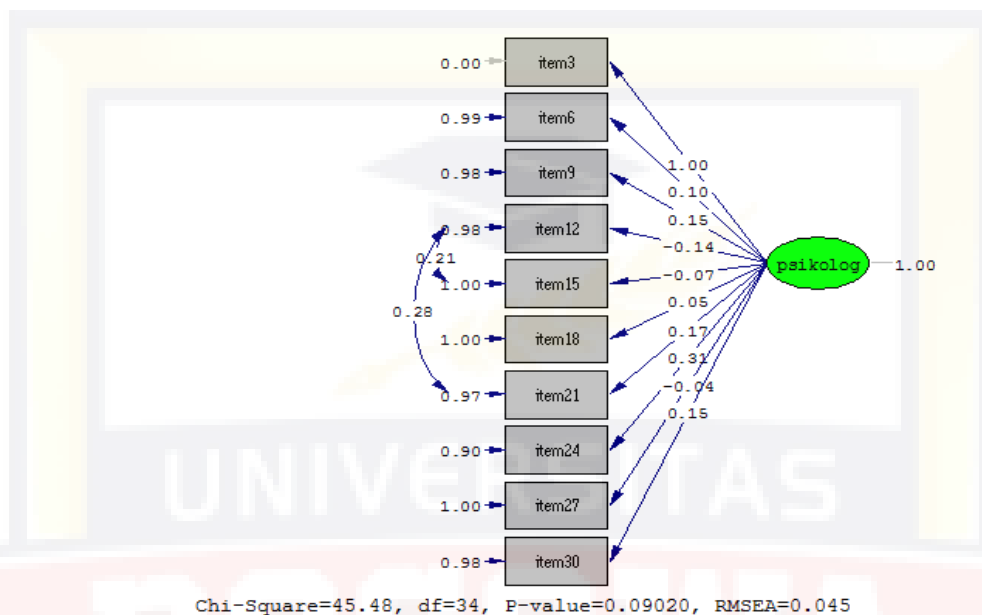 0.00 item3
0.99 item6
1.00
0.98 item9
0.10
0.15
0.98 item12
-0.14
0.21
psikolog 1.00
1.00 item15
-0.07
0.05
0.28
1.00 item18
0.17
0.31
0.97 item21
-0.04
0.15
0.90 item24
UNIVERSITAS
1.00 item27
0.98 item30
Chi-Square=45.48, df=34, P-value=0.09020, RMSEA=0.045